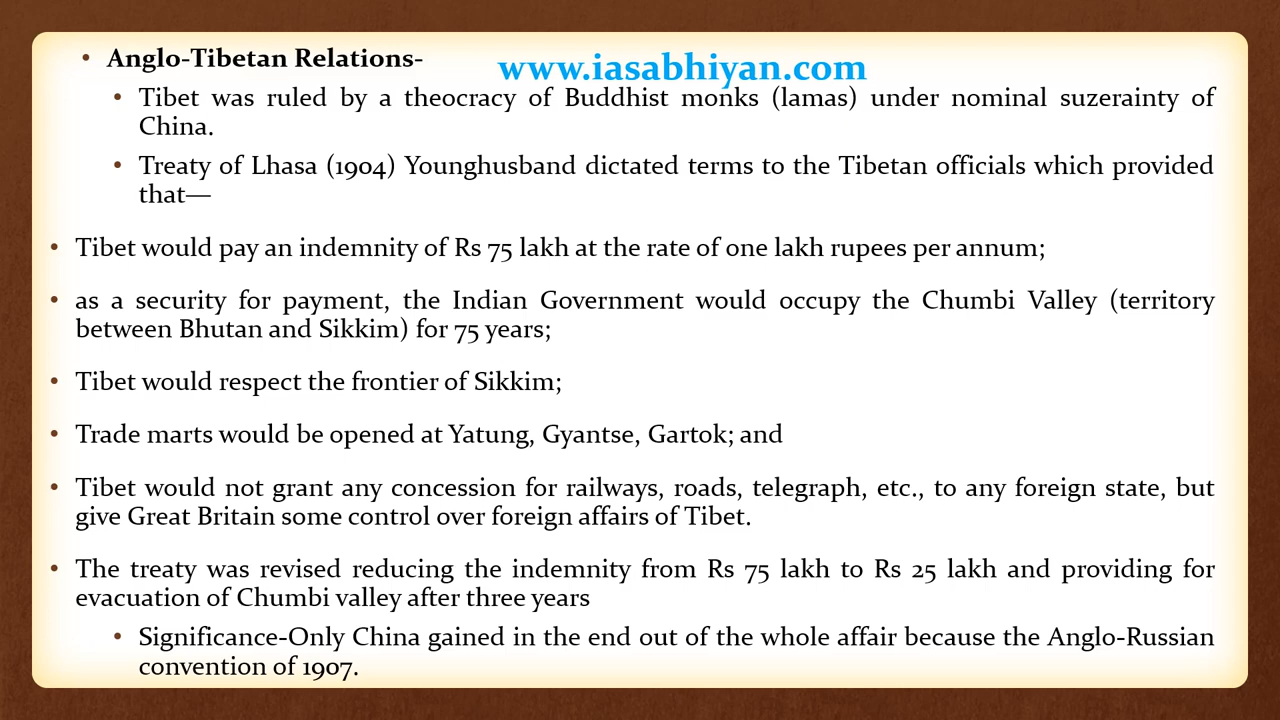 • Anglo-Tibetan Relations-
www.iasabhiyan.com
• Tibet was ruled by a theocracy of Buddhist monks (lamas) under nominal suzerainty of
China.
• Treaty of Lhasa (1904) Younghusband dictated terms to the Tibetan officials which provided
that—
• Tibet would pay an indemnity of Rs 75 lakh at the rate of one lakh rupees per annum;
• as a security for payment, the Indian Government would occupy the Chumbi Valley (territory
between Bhutan and Sikkim) for 75 years;
• Tibet would respect the frontier of Sikkim;
• Trade marts would be opened at Yatung, Gyantse, Gartok; and
• Tibet would not grant any concession for railways, roads, telegraph, etc., to any foreign state, but
give Great Britain some control over foreign affairs of Tibet.
• The treaty was revised reducing the indemnity from Rs 75 lakh to Rs 25 lakh and providing for
evacuation of Chumbi valley after three years
• Significance-Only China gained in the end out of the whole affair because the Anglo-Russian
convention of 1907.